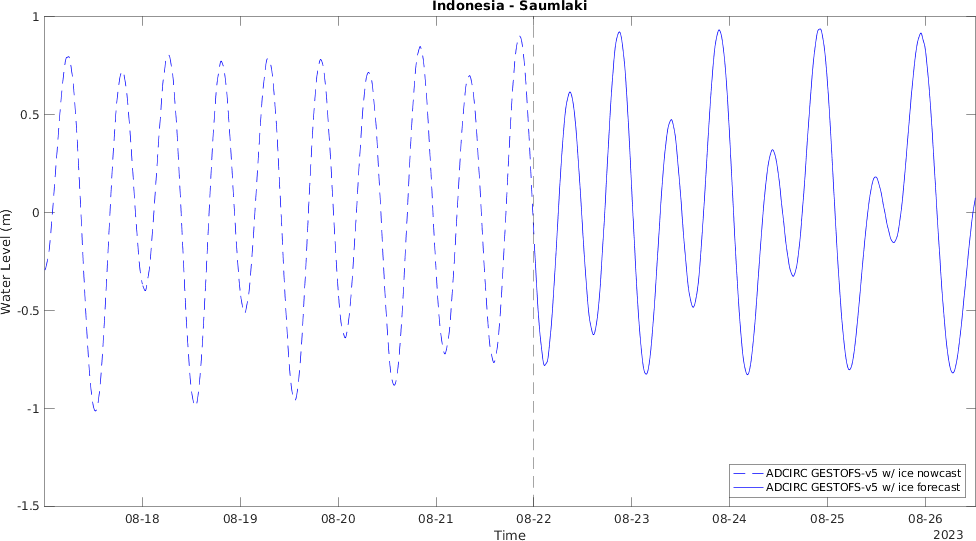 Indonesia - Saumlaki
1
0.5
0
-0.5
-1
-1.5
Water Level (m)
ADCIRC GESTOFS-v5 w/ ice nowcast
ADCIRC GESTOFS-v5 w/ ice forecast
08-18 08-19 08-20 08-21 08-22 08-23 08-24 08-25 08-26
Time
2023